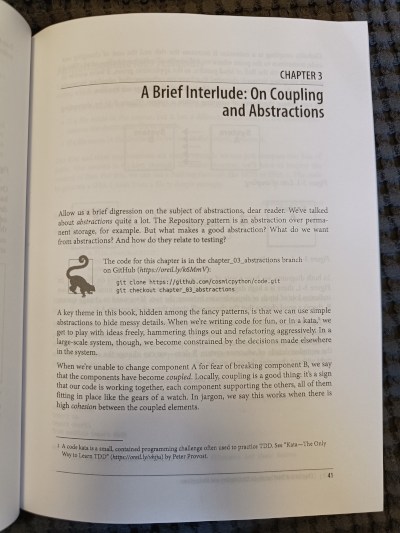 CHAPTER 3
A Brief Interlude: On Coupling
and Abstractions
Allow us a brief digression on the subject of abstractions, dear reader. We've talked
about abstractions quite a lot. The Repository pattern is an abstraction over perma-
nent storage, for example. But what makes a good abstraction? What do we want
from abstractions? And how do they relate to testing?
The code for this chapter is in the chapter_03_abstractions branch
on GitHub (https://oreil.ly/k6MmV):
git clone https://github.com/cosmicpython/code.git
git checkout chapter_03_abstractions
A key theme in this book, hidden among the fancy patterns, is that we can use simple
abstractions to hide messy details. When we're writing code for fun, or in a kata,¹ we
get to play with ideas freely, hammering things out and refactoring aggressively. In a
large-scale system, though, we become constrained by the decisions made elsewhere
in the system.
When we're unable to change component A for fear of breaking component B, we say
that the components have become coupled. Locally, coupling is a good thing: it's a sign
that our code is working together, each component supporting the others, all of them
fitting in place like the gears of a watch. In jargon, we say this works when there is
high cohesion between the coupled elements.
1 A code kata is a small, contained programming challenge often used to practice TDD. See "Kata—The Only
Way to Learn TDD" (https://oreil.ly/vhjju) by Peter Provost.
45